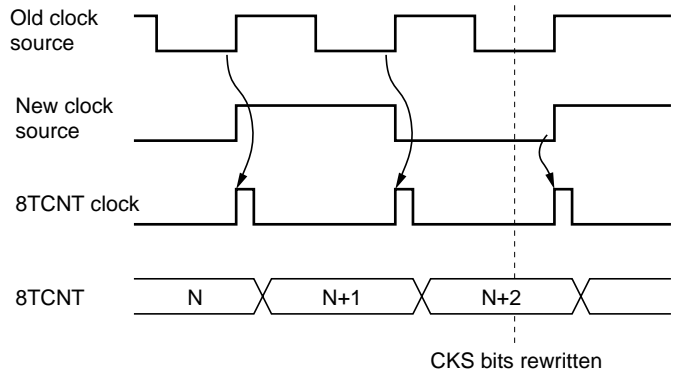 Old clock
source
New clock
source
8TCNT clock
8TCNT
N
N+1
N+2
CKS bits rewritten